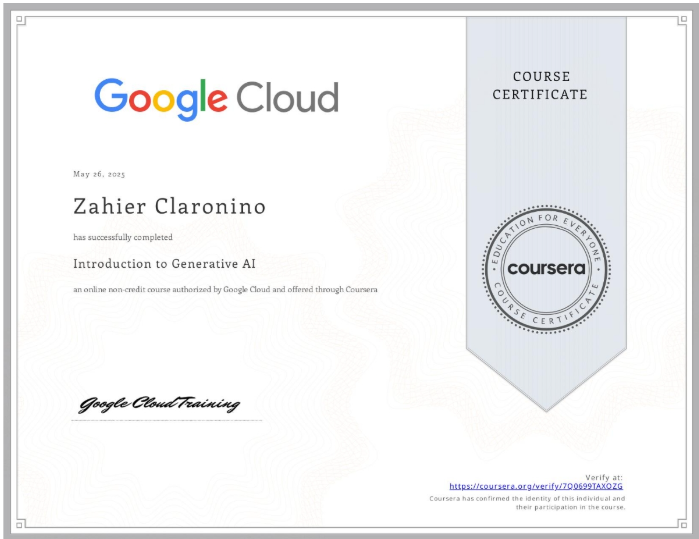 Google Cloud
COURSE
CERTIFICATE
May 26, 2025
Zahier Claronino
has successfully completed
Introduction to Generative AI
an online non-credit course authorized by Google Cloud and offered through Coursera
EDUCATION FOR EVERYONE
coursera
COURSE CERTIFICATE
Google Cloud Training
Verify at:
https://coursera.org/verify/7Q0699TAXQZG
Coursera has confirmed the identity of this individual and
their participation in the course.